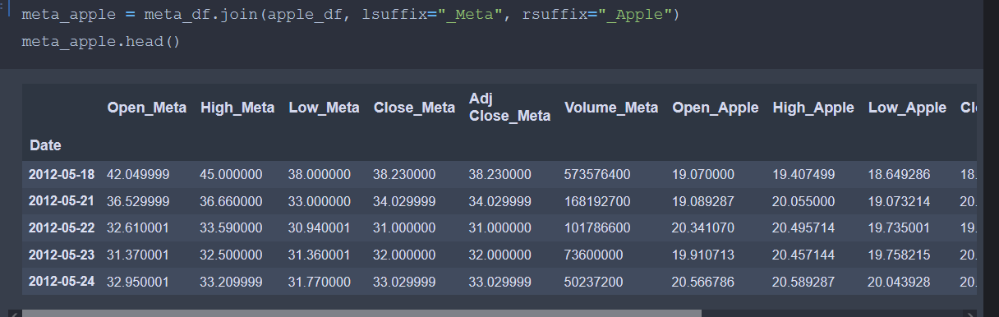 meta_apple = meta_df.join(apple_df, lsuffix="_Meta", rsuffix="_Apple")
meta_apple.head()
Open_Meta High_Meta Low_Meta Close_Meta Adj Close_Meta Volume_Meta Open_Apple High_Apple Low_Apple
Date
2012-05-18 42.049999 45.000000 38.000000 38.230000 38.230000 573576400 19.070000 19.407499 18.649286 18.
2012-05-21 36.529999 36.660000 33.000000 34.029999 34.029999 168192700 19.089287 20.055000 19.073214 20.
2012-05-22 32.610001 33.590000 30.940001 31.000000 31.000000 101786600 20.341070 20.495714 19.735001 19.
2012-05-23 31.370001 32.500000 31.360001 32.000000 32.000000 73600000 19.910713 20.457144 19.758215 20.
2012-05-24 32.950001 33.209999 31.770000 33.029999 33.029999 50237200 20.566786 20.589287 20.043928 20.